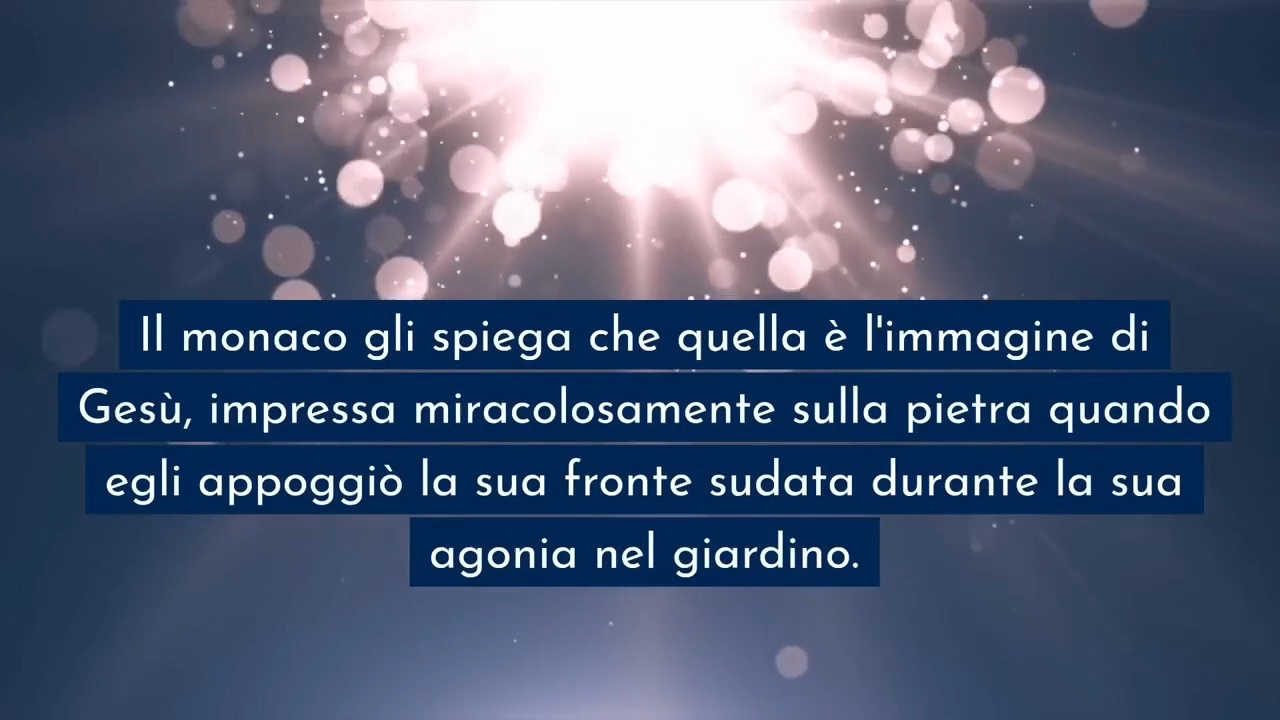 Il monaco gli spiega che quella è l'immagine di
Gesù, impressa miracolosamente sulla pietra quando
egli appoggiò la sua fronte sudata durante la sua
agonia nel giardino.